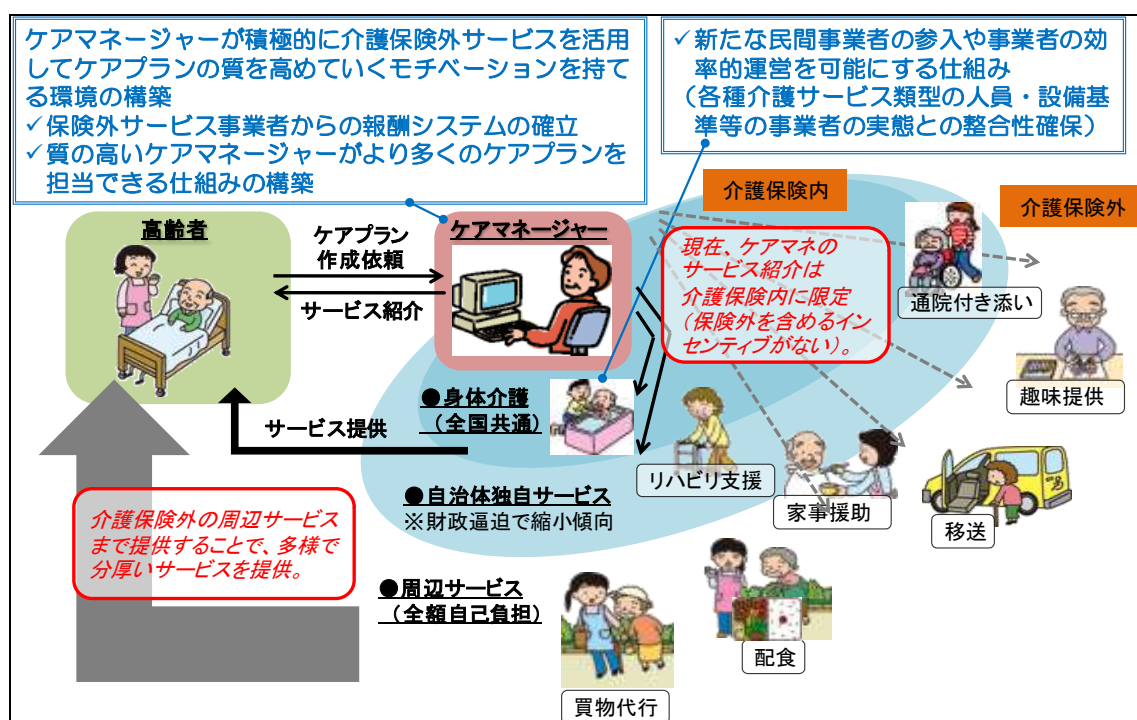 ケアマネージャーが積極的に介護保険外サービスを活用
してケアプランの質を高めていくモチベーションを持て
る環境の構築
✓保険外サービス事業者からの報酬システムの確立
✓質の高いケアマネージャーがより多くのケアプランを
担当できる仕組みの構築
✓新たな民間事業者の参入や事業者の効
率的運営を可能にする仕組み
（各種介護サービス類型の人員・設備基
準等の事業者の実態との整合性確保）
介護保険内
介護保険外
高齢者
ケアプラン
作成依頼
サービス紹介
ケアマネージャー
現在、ケアマネの
サービス紹介は
介護保険内に限定
（保険外を含めるイン
センティブがない）。
通院付き添い
趣味提供
●身体介護
（全国共通）
サービス提供
リハビリ支援
●自治体独自サービス
※財政逼迫で縮小傾向
家事援助
移送
介護保険外の周辺サービス
まで提供することで、多様で
分厚いサービスを提供。
●周辺サービス
（全額自己負担）
配食
買物代行